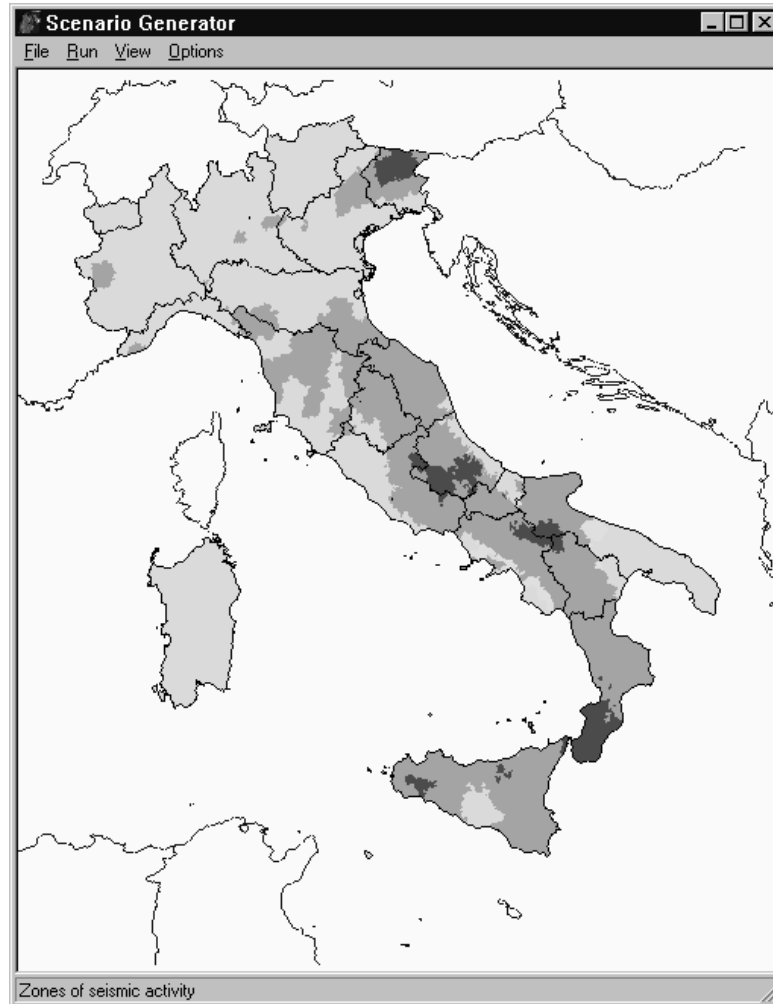 Scenario Generator
File Run View Options
Zones of seismic activity